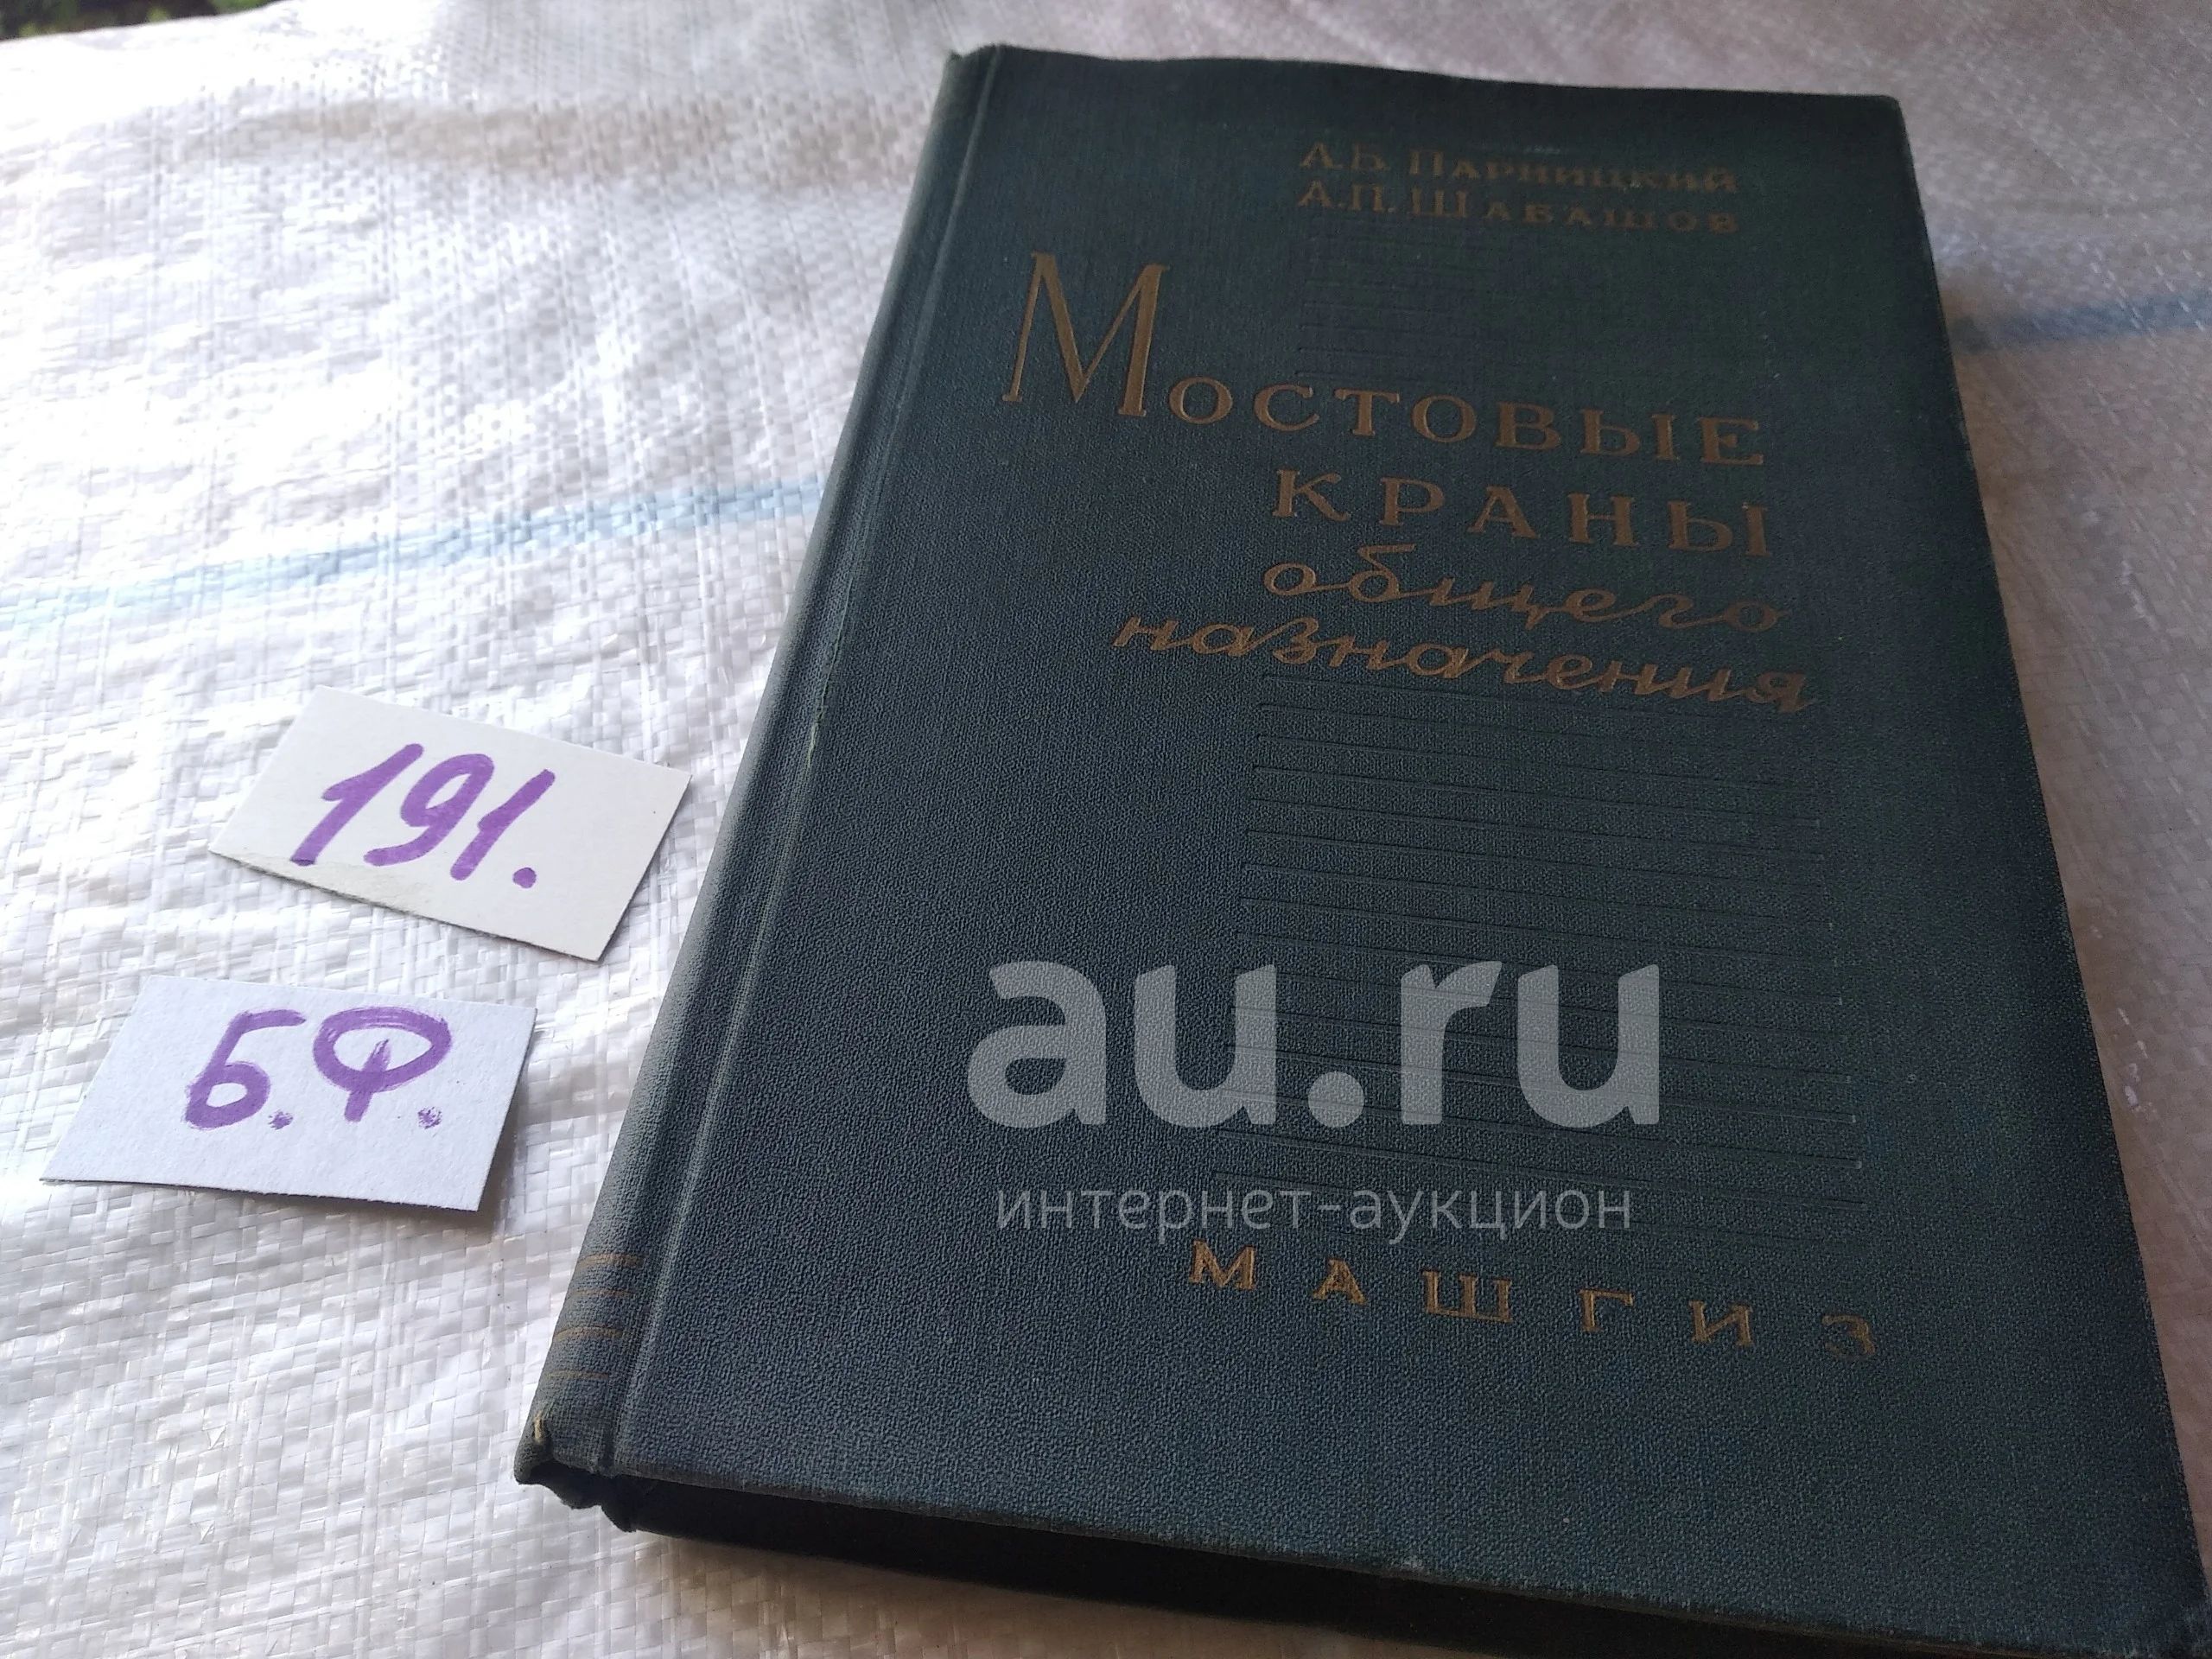 А.Б. Парницкий
А.П. Шабашов
Мостовые
краны
общего
назначения
191.
Б.Ф.
au.ru
интернет-аукцион
МАШГИЗ